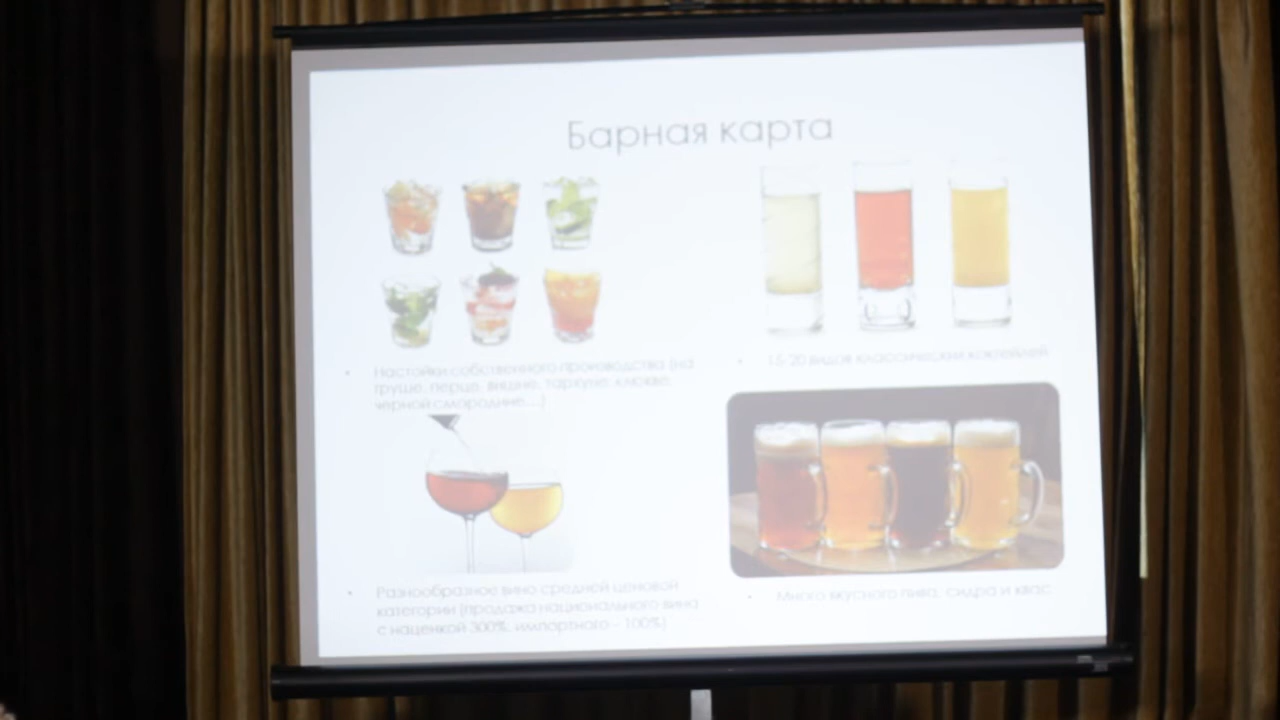 Барная карта
Настойки собственного производства (на
груше, перце, вишне, тархуне, клюкве,
черной смородине...)
15-20 видов классических коктейлей
Разнообразное вино средней ценовой
категории (продажа национального вина
с наценкой 300%, импортного - 100%)
Много вкусного пива, сидра и квас